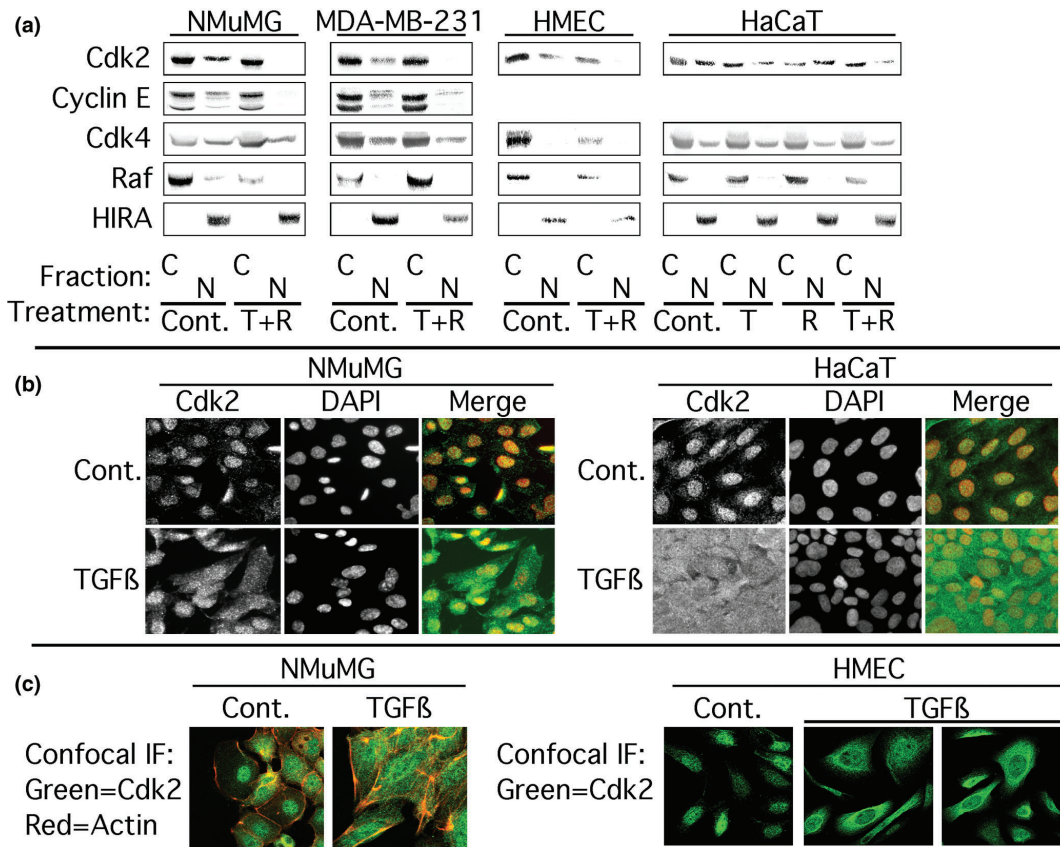 (a)
NMuMG MDA-MB-231 HMEC HaCaT
Cdk2
Cyclin E
Cdk4
Raf
HIRA
Fraction: C N C N C N C N C N C N C N C N C N C N
Treatment: Cont. T+R Cont. T+R Cont. T+R Cont. T R T+R
(b)
NMuMG HaCaT
Cdk2 DAPI Merge Cdk2 DAPI Merge
Cont. Cont.
TGFß TGFß
(c)
NMuMG HMEC
Cont. TGFß Cont. TGFß
Confocal IF: Confocal IF:
Green=Cdk2 Green=Cdk2
Red=Actin